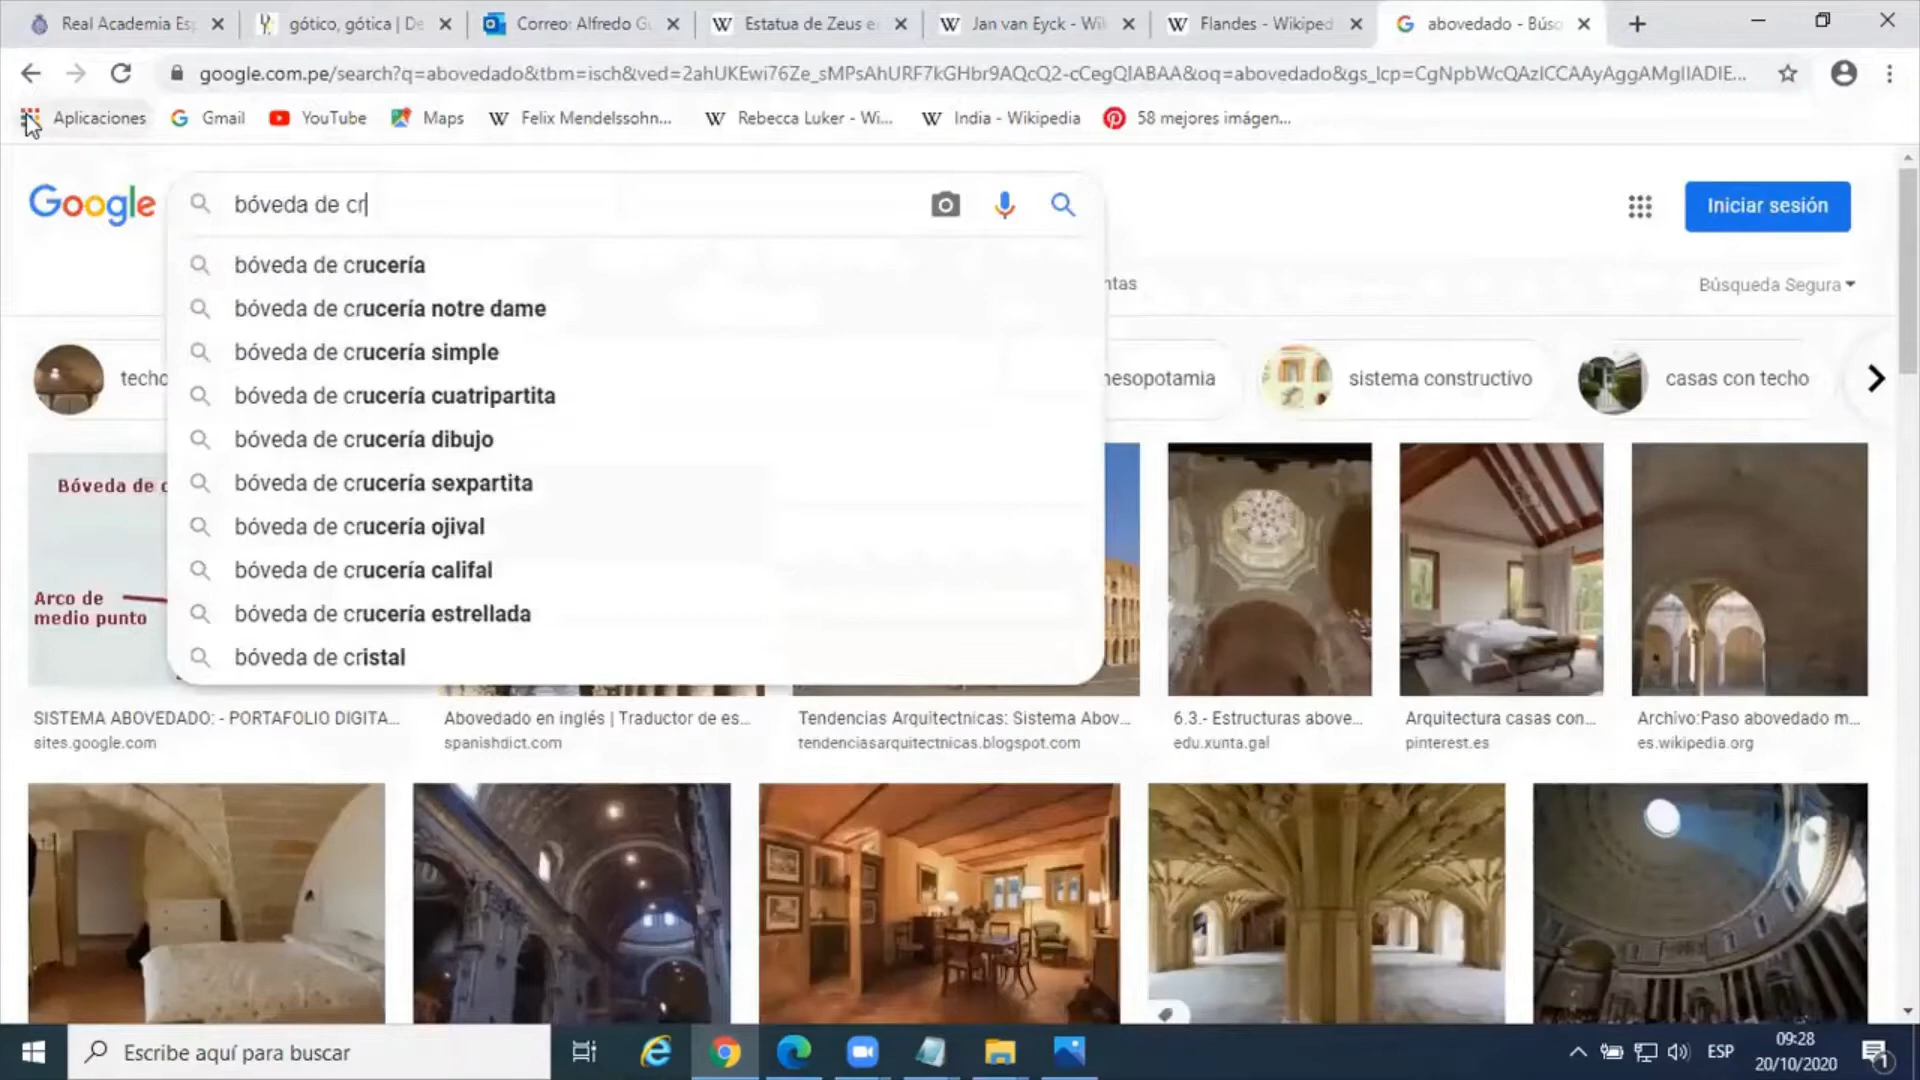 Real Academia Esp
gótico, gótica | De
Correo: Alfredo Gu
Estatua de Zeus e
Jan van Eyck - Wi
Flandes - Wikiped
abovedado - Búsq
google.com.pe/search?q=abovedado&tbm=isch&ved=2ahUKEwi76Ze_sMPsAhURF7kGHbr9AQcQ2-cCegQIABAA&oq=abovedado&gs_lcp=CgNpbWcQAzICCAAyAggAMgIIADIE...
Aplicaciones
Gmail
YouTube
Maps
Felix Mendelssohn...
Rebecca Luker - Wi...
India - Wikipedia
58 mejores imágen...
Google
bóveda de cr
Iniciar sesión
ntas
Búsqueda Segura
bóveda de crucería
bóveda de crucería notre dame
bóveda de crucería simple
bóveda de crucería cuatripartita
bóveda de crucería dibujo
bóveda de crucería sexpartita
bóveda de crucería ojival
bóveda de crucería califal
bóveda de crucería estrellada
bóveda de cristal
techo
mesopotamia
sistema constructivo
casas con techo
Bóveda de c
Arco de
medio punto
SISTEMA ABOVEDADO: - PORTAFOLIO DIGITA...
sites.google.com
Abovedado en inglés | Traductor de es...
spanishdict.com
Tendencias Arquitectnicas: Sistema Abov...
tendenciasarquitectnicas.blogspot.com
6.3.- Estructuras above...
edu.xunta.gal
Arquitectura casas con...
pinterest.es
Archivo:Paso abovedado m...
es.wikipedia.org
Escribe aquí para buscar
ESP
09:28
20/10/2020
1